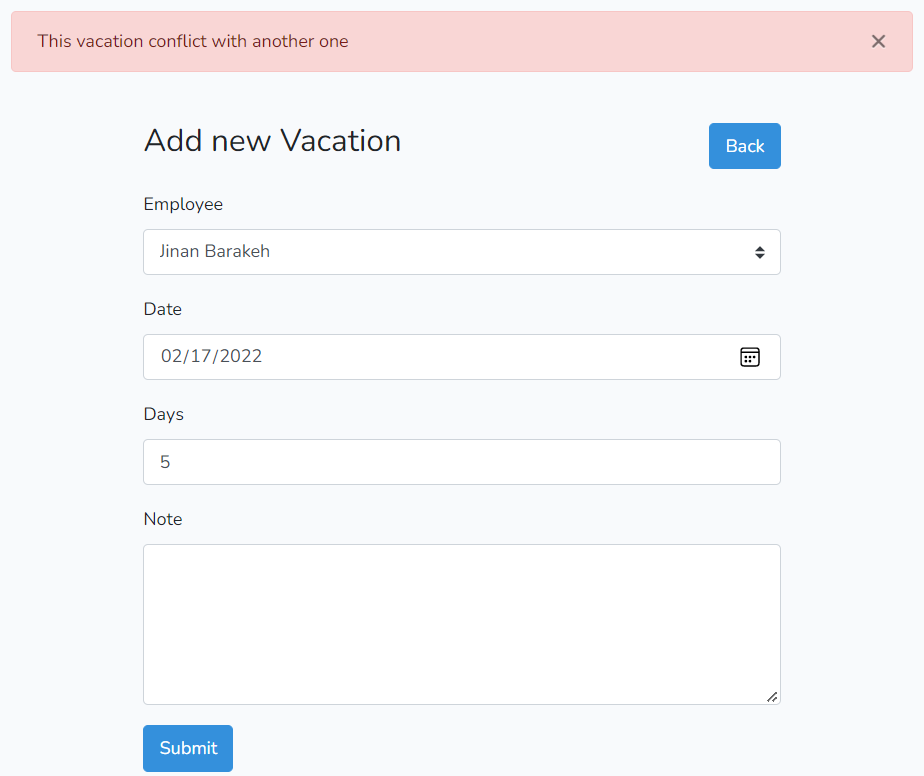 This vacation conflict with another one
Add new Vacation
Back
Employee
Jinan Barakeh
Date
02/17/2022
Days
5
Note
Submit